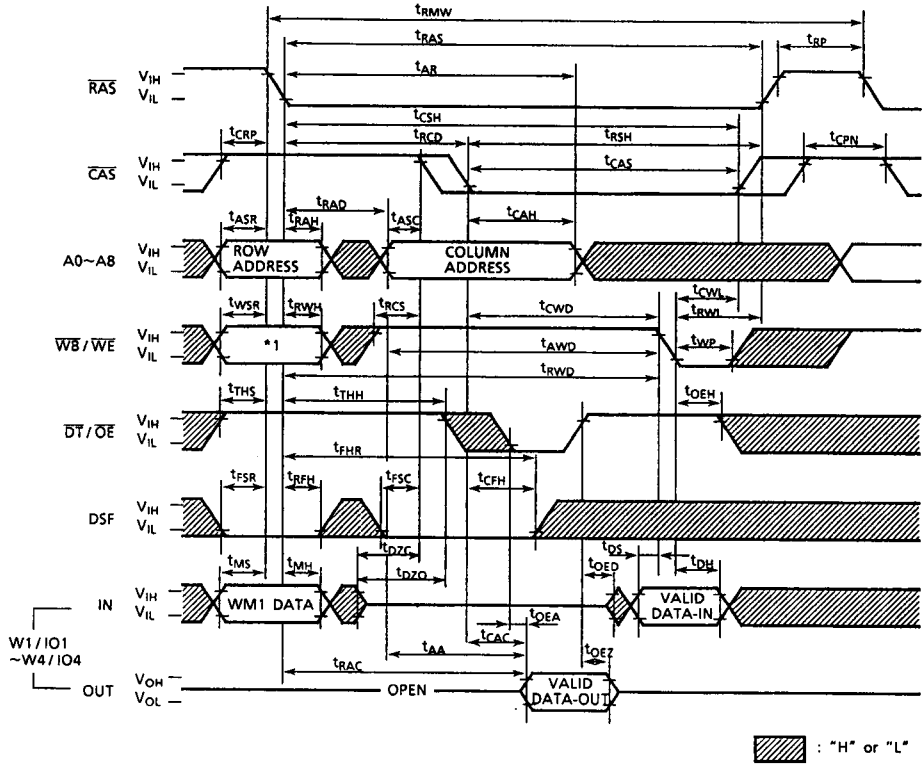 tRMW
tRAS
tRP
tAR
RAS VIH
VIL
tCSH
tCRP tRCD tRSH tCPN
CAS VIH
VIL
tCAS
tRAD
tASR tRAH tASC tCAH
A0~A8 VIH
VIL
ROW ADDRESS
COLUMN ADDRESS
tWSR tRWH tRCS tCWD tCWL
tRWL
WB/WE VIH
VIL
*1
tWP
tAWD
tRWD
tTHS tTHH tOEH
DT/OE VIH
VIL
tFHR
tFSR tRFH tFSC tCFH
DSF VIH
VIL
tDZC tDS
tMS tMH tDZO tOED tDH
IN VIH
VIL
WM1 DATA
VALID DATA-IN
tOEA
W1/IO1
~W4/IO4
tCAC
tAA tOEZ
tRAC
OUT VOH
VOL
OPEN
VALID DATA-OUT
: "H" or "L"